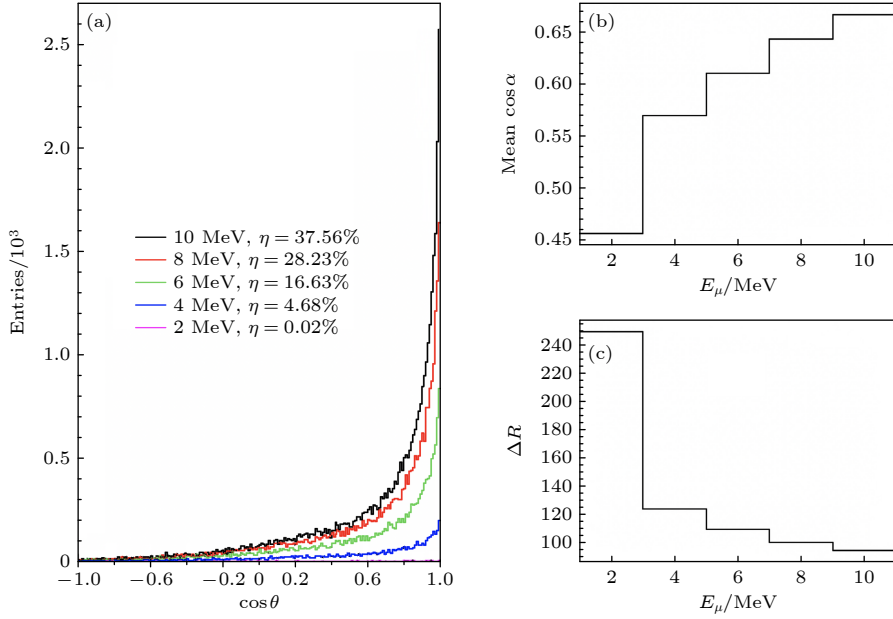 (a)
2.5
2.0
1.5
1.0
0.5
0
Entries/10³
10 MeV, η = 37.56%
8 MeV, η = 28.23%
6 MeV, η = 16.63%
4 MeV, η = 4.68%
2 MeV, η = 0.02%
−1.0 −0.6 −0.2 0 0.2 0.6 1.0
cos θ
(b)
0.65
0.60
0.55
0.50
0.45
Mean cos α
2 4 6 8 10
Eμ/MeV
(c)
240
220
200
180
160
140
120
100
ΔR
2 4 6 8 10
Eμ/MeV